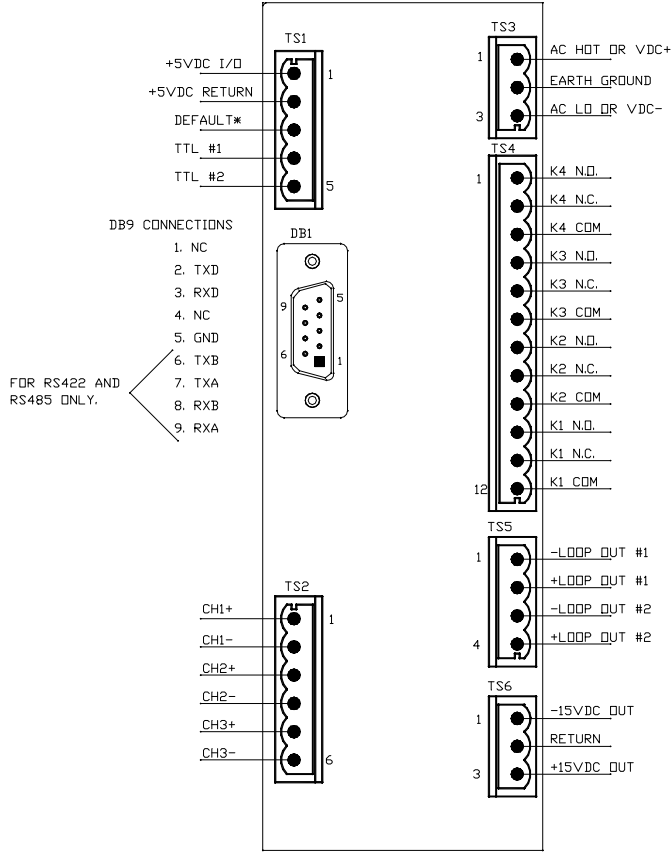 TS1
+5VDC I/O
1
+5VDC RETURN
DEFAULT*
TTL #1
TTL #2
5
DB9 CONNECTIONS
1. NC
2. TXD
3. RXD
4. NC
5. GND
6. TXB
7. TXA
8. RXB
9. RXA
FOR RS422 AND
RS485 ONLY.
DB1
5
9
6
1
TS2
CH1+
1
CH1-
CH2+
CH2-
CH3+
CH3-
6
TS3
1
AC HOT OR VDC+
EARTH GROUND
3
AC LO OR VDC-
TS4
1
K4 N.O.
K4 N.C.
K4 COM
K3 N.O.
K3 N.C.
K3 COM
K2 N.O.
K2 N.C.
K2 COM
K1 N.O.
K1 N.C.
12
K1 COM
TS5
1
-LOOP OUT #1
+LOOP OUT #1
-LOOP OUT #2
4
+LOOP OUT #2
TS6
1
-15VDC OUT
RETURN
3
+15VDC OUT